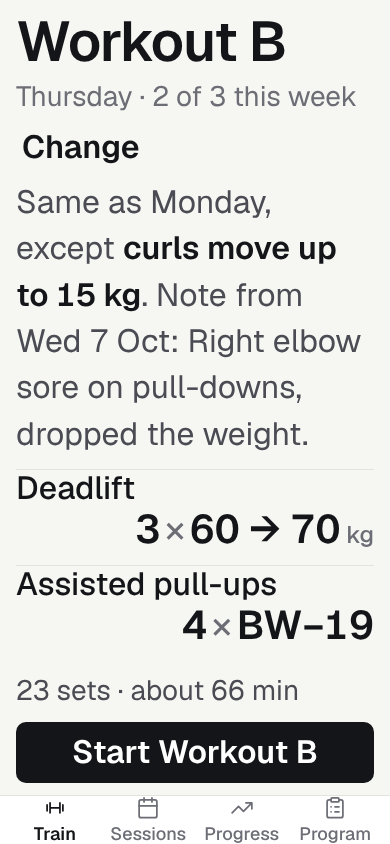 Workout B
Thursday · 2 of 3 this week
Change
Same as Monday,
except curls move up
to 15 kg. Note from
Wed 7 Oct: Right elbow
sore on pull-downs,
dropped the weight.
Deadlift
3×60 → 70 kg
Assisted pull-ups
4×BW−19
23 sets · about 66 min
Start Workout B
Train Sessions Progress Program